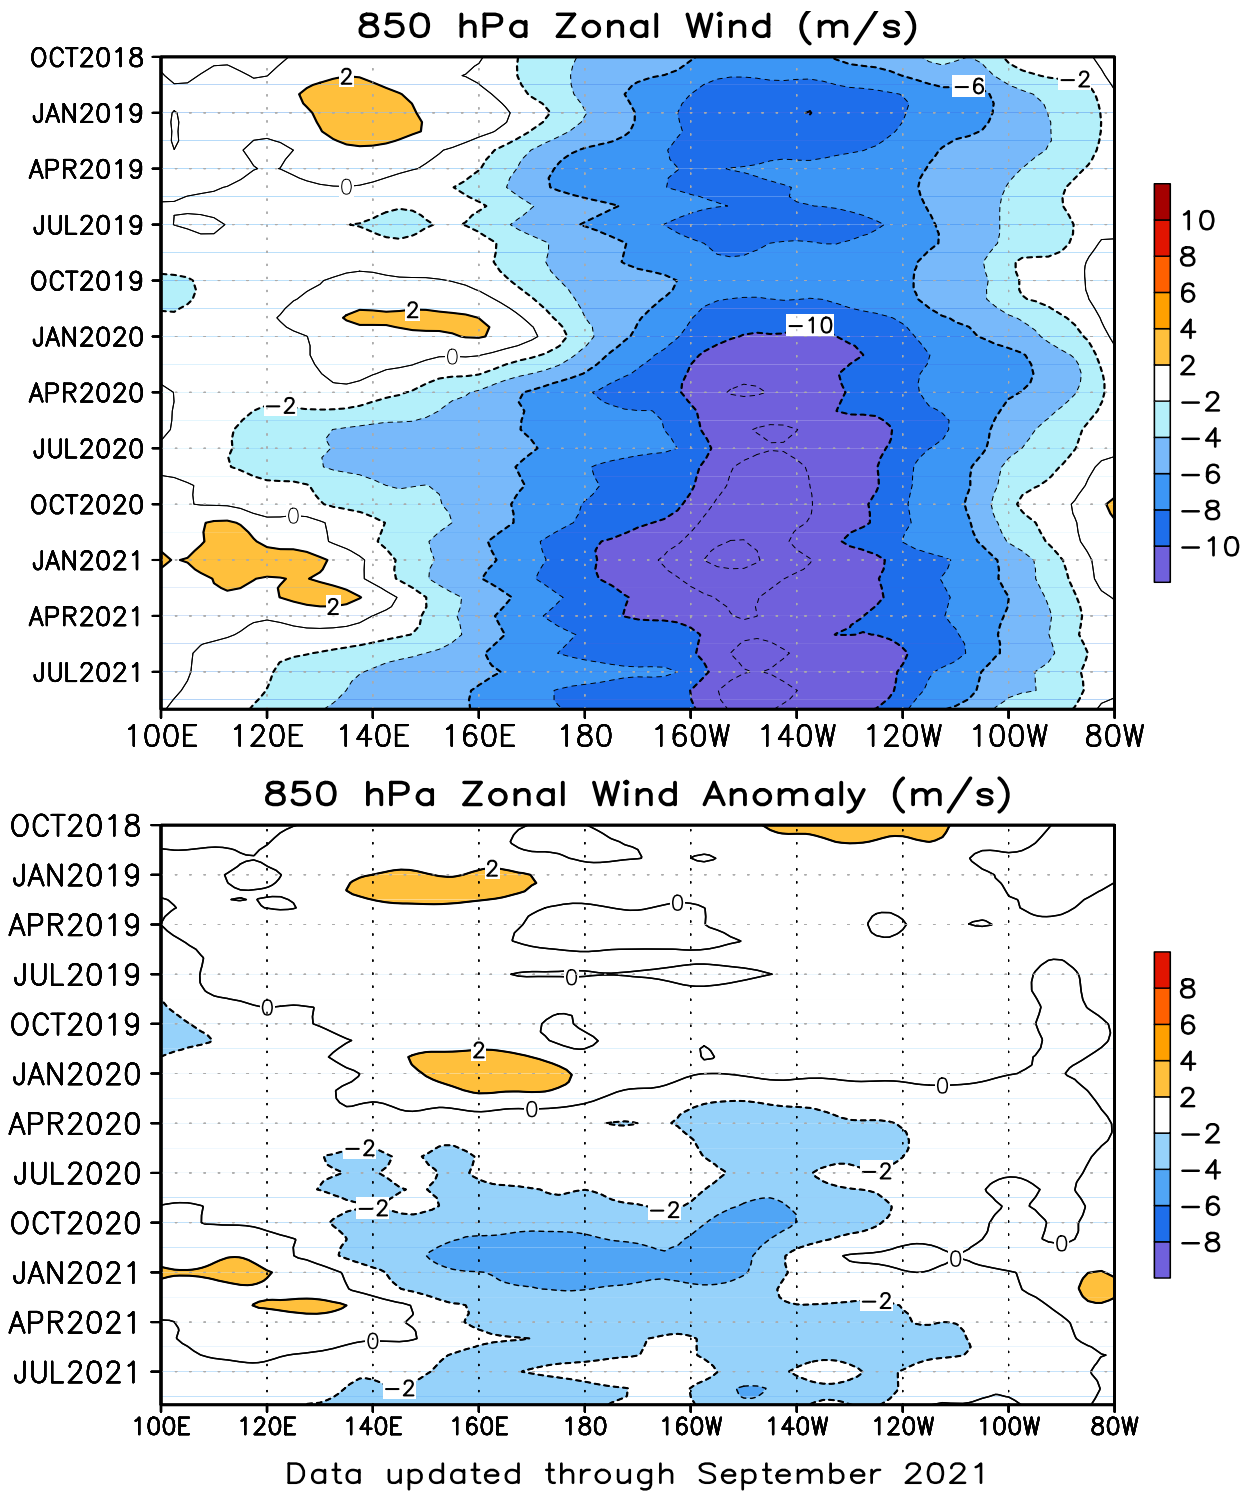 850 hPa Zonal Wind (m/s)
OCT2018
JAN2019
APR2019
JUL2019
OCT2019
JAN2020
APR2020
JUL2020
OCT2020
JAN2021
APR2021
JUL2021
2
−6
−2
0
2
−10
0
−2
0
2
100E 120E 140E 160E 180 160W 140W 120W 100W 80W
10
8
6
4
2
−2
−4
−6
−8
−10
850 hPa Zonal Wind Anomaly (m/s)
OCT2018
JAN2019
APR2019
JUL2019
OCT2019
JAN2020
APR2020
JUL2020
OCT2020
JAN2021
APR2021
JUL2021
2
0
0
0
2
0
0
−2
−2
−2
−2
0
0
−2
0
−2
100E 120E 140E 160E 180 160W 140W 120W 100W 80W
8
6
4
2
−2
−4
−6
−8
Data updated through September 2021